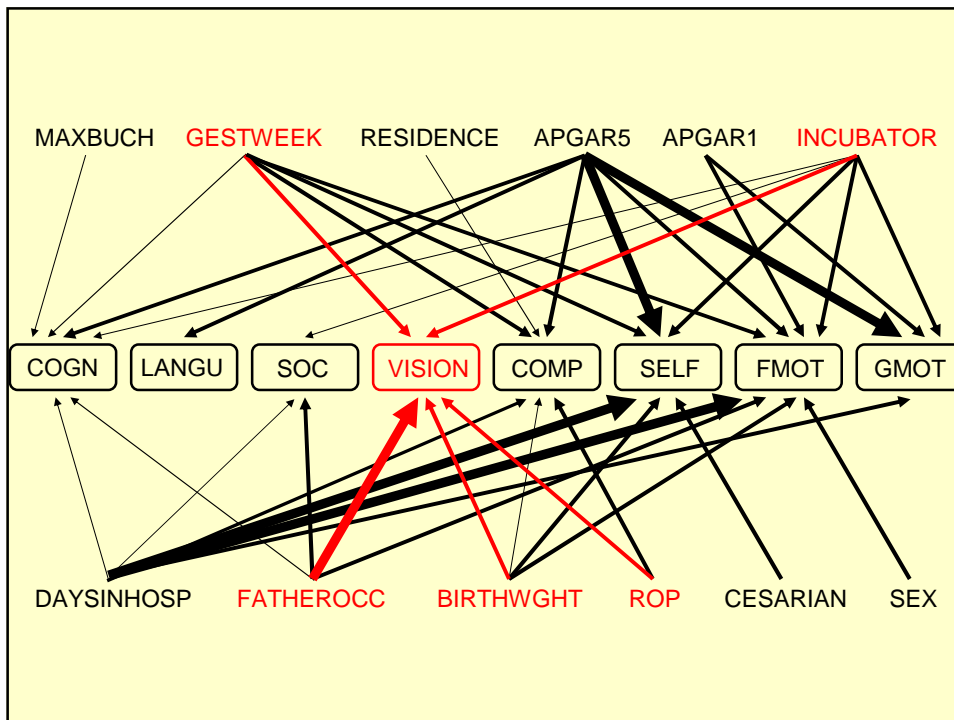 MAXBUCH GESTWEEK RESIDENCE APGAR5 APGAR1 INCUBATOR
COGN LANGU SOC VISION COMP SELF FMOT GMOT
DAYSINHOSP FATHEROCC BIRTHWGHT ROP CESARIAN SEX